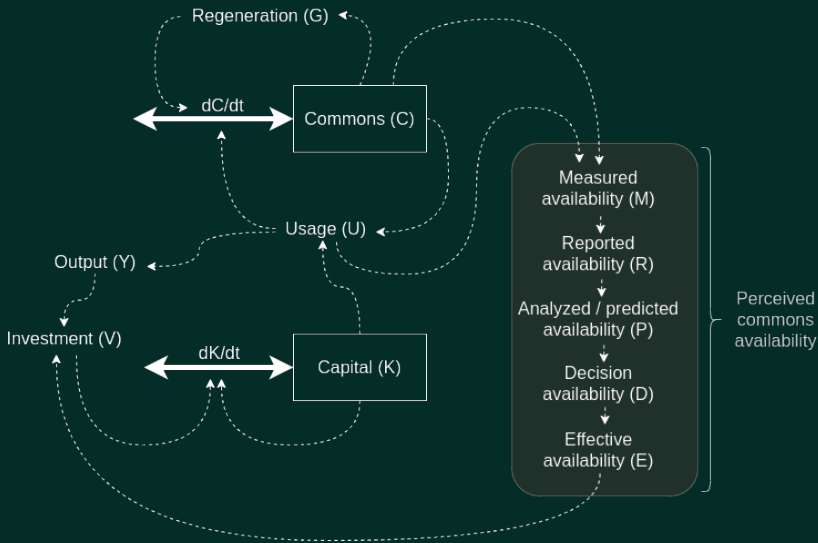 Regeneration (G)
dC/dt
Commons (C)
Measured
availability (M)
Usage (U)
Reported
availability (R)
Output (Y)
Analyzed / predicted
availability (P)
Perceived
commons
availability
Investment (V)
dK/dt
Capital (K)
Decision
availability (D)
Effective
availability (E)